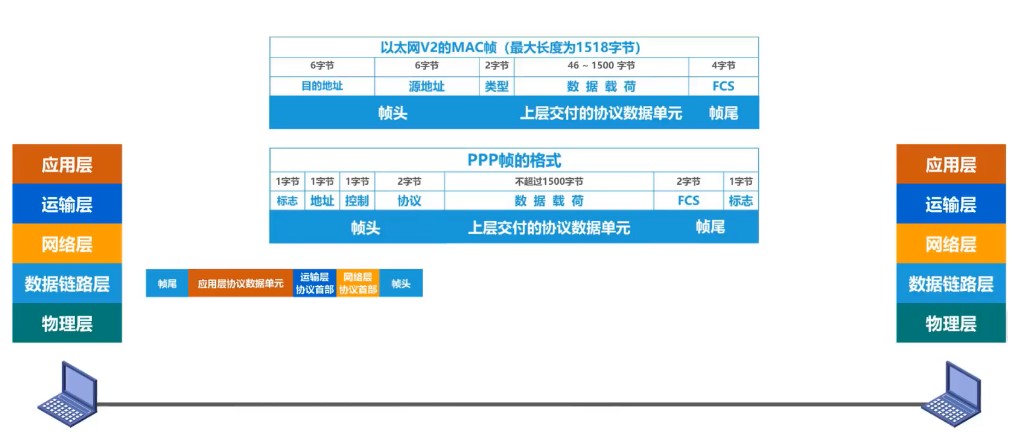 以太网V2的MAC帧（最大长度为1518字节）
6字节 6字节 2字节 46 ~ 1500 字节 4字节
目的地址 源地址 类型 数 据 载 荷 FCS
帧头 上层交付的协议数据单元 帧尾
PPP帧的格式
1字节 1字节 1字节 2字节 不超过1500字节 2字节 1字节
标志 地址 控制 协议 数 据 载 荷 FCS 标志
帧头 上层交付的协议数据单元 帧尾
应用层
运输层
网络层
数据链路层
物理层
帧尾 应用层协议数据单元 运输层 协议首部 网络层 协议首部 帧头
应用层
运输层
网络层
数据链路层
物理层